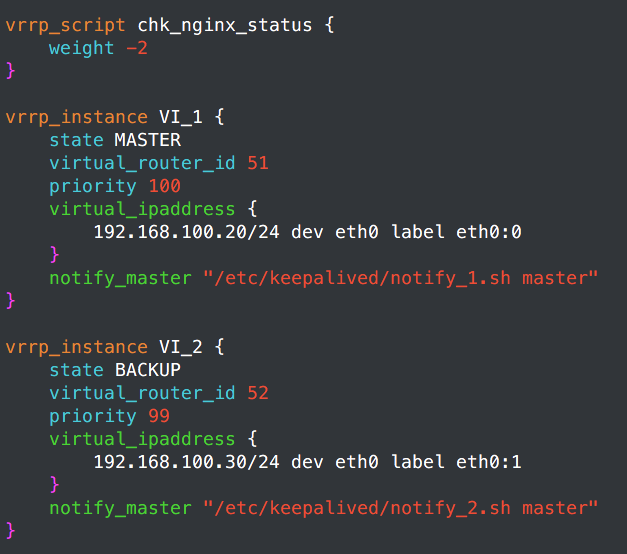 vrrp_script chk_nginx_status {
    weight -2
}

vrrp_instance VI_1 {
    state MASTER
    virtual_router_id 51
    priority 100
    virtual_ipaddress {
        192.168.100.20/24 dev eth0 label eth0:0
    }
    notify_master "/etc/keepalived/notify_1.sh master"
}

vrrp_instance VI_2 {
    state BACKUP
    virtual_router_id 52
    priority 99
    virtual_ipaddress {
        192.168.100.30/24 dev eth0 label eth0:1
    }
    notify_master "/etc/keepalived/notify_2.sh master"
}